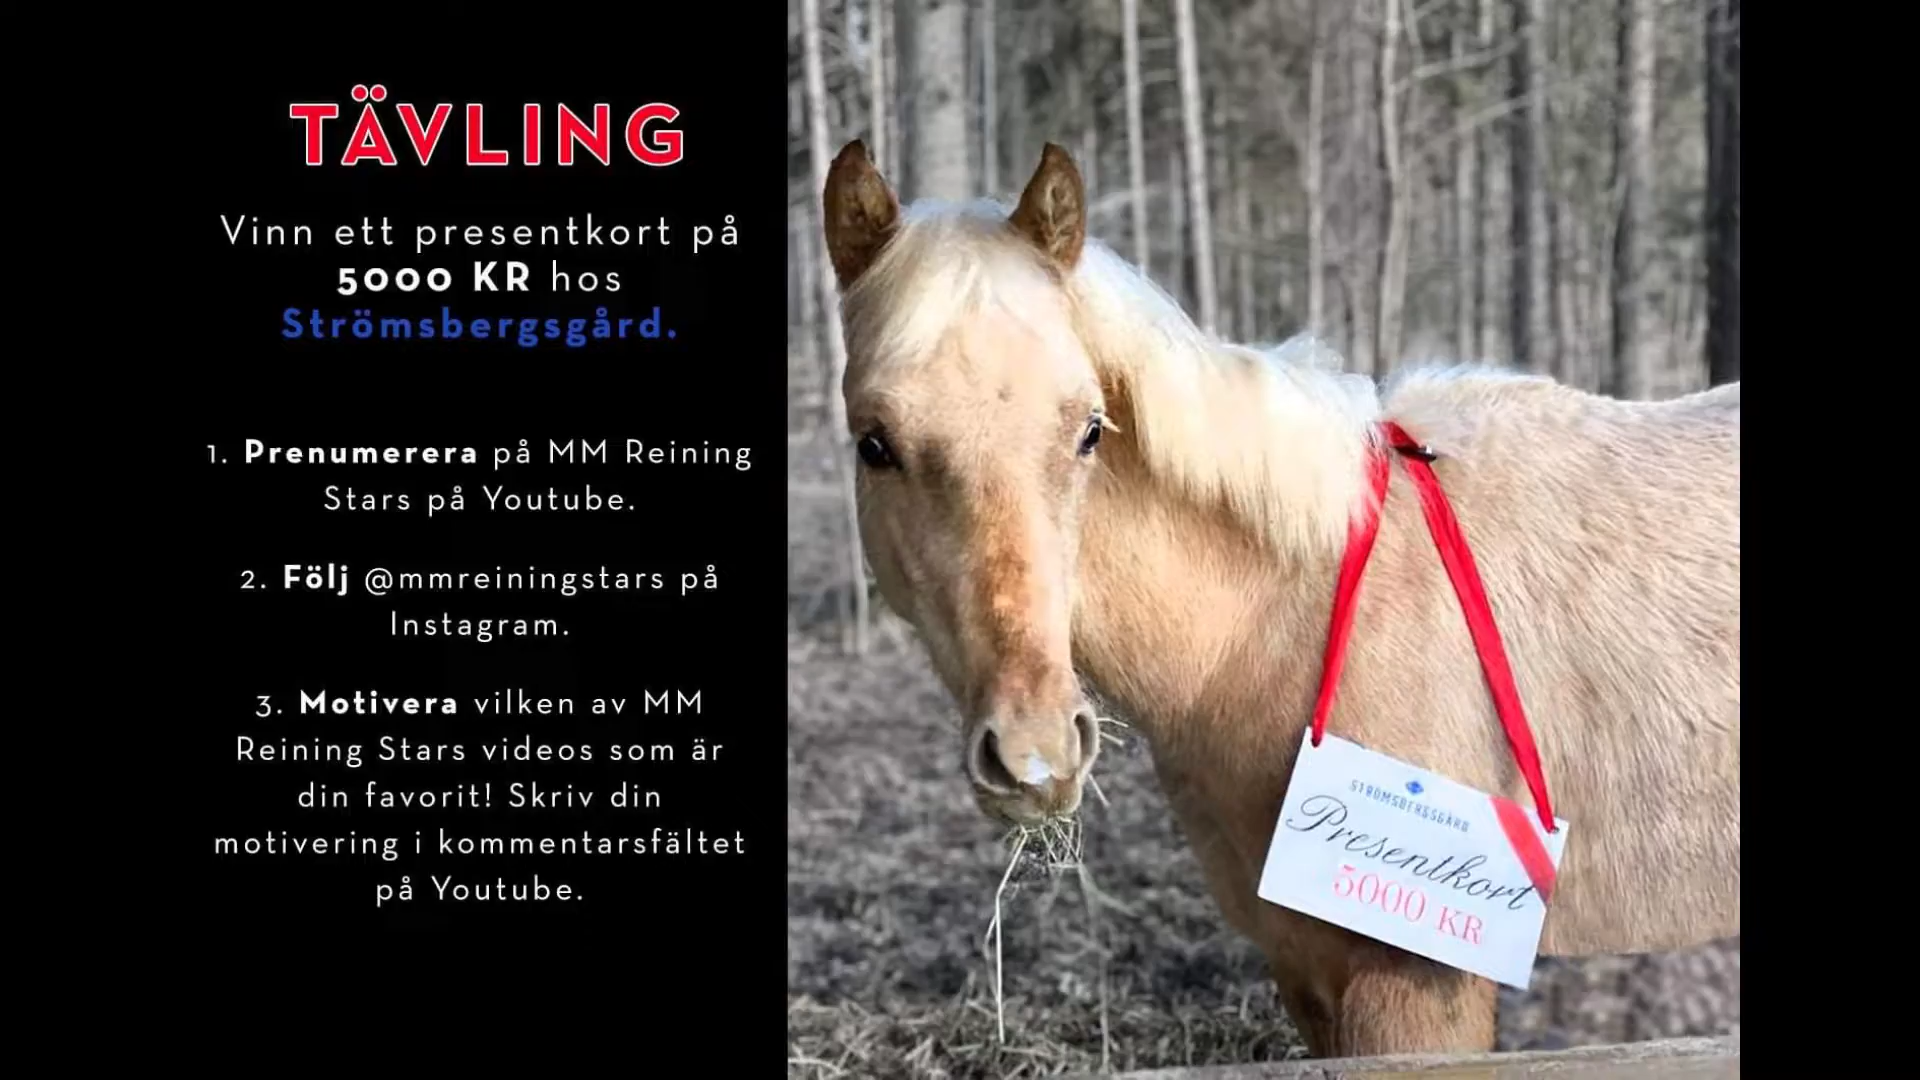 TÄVLING
Vinn ett presentkort på
5000 KR hos
Strömsbergsgård.
1. Prenumerera på MM Reining
Stars på Youtube.
2. Följ @mmreiningstars på
Instagram.
3. Motivera vilken av MM
Reining Stars videos som är
din favorit! Skriv din
motivering i kommentarsfältet
på Youtube.
STRÖMSBERGSGÅRD
Presentkort
5000 KR